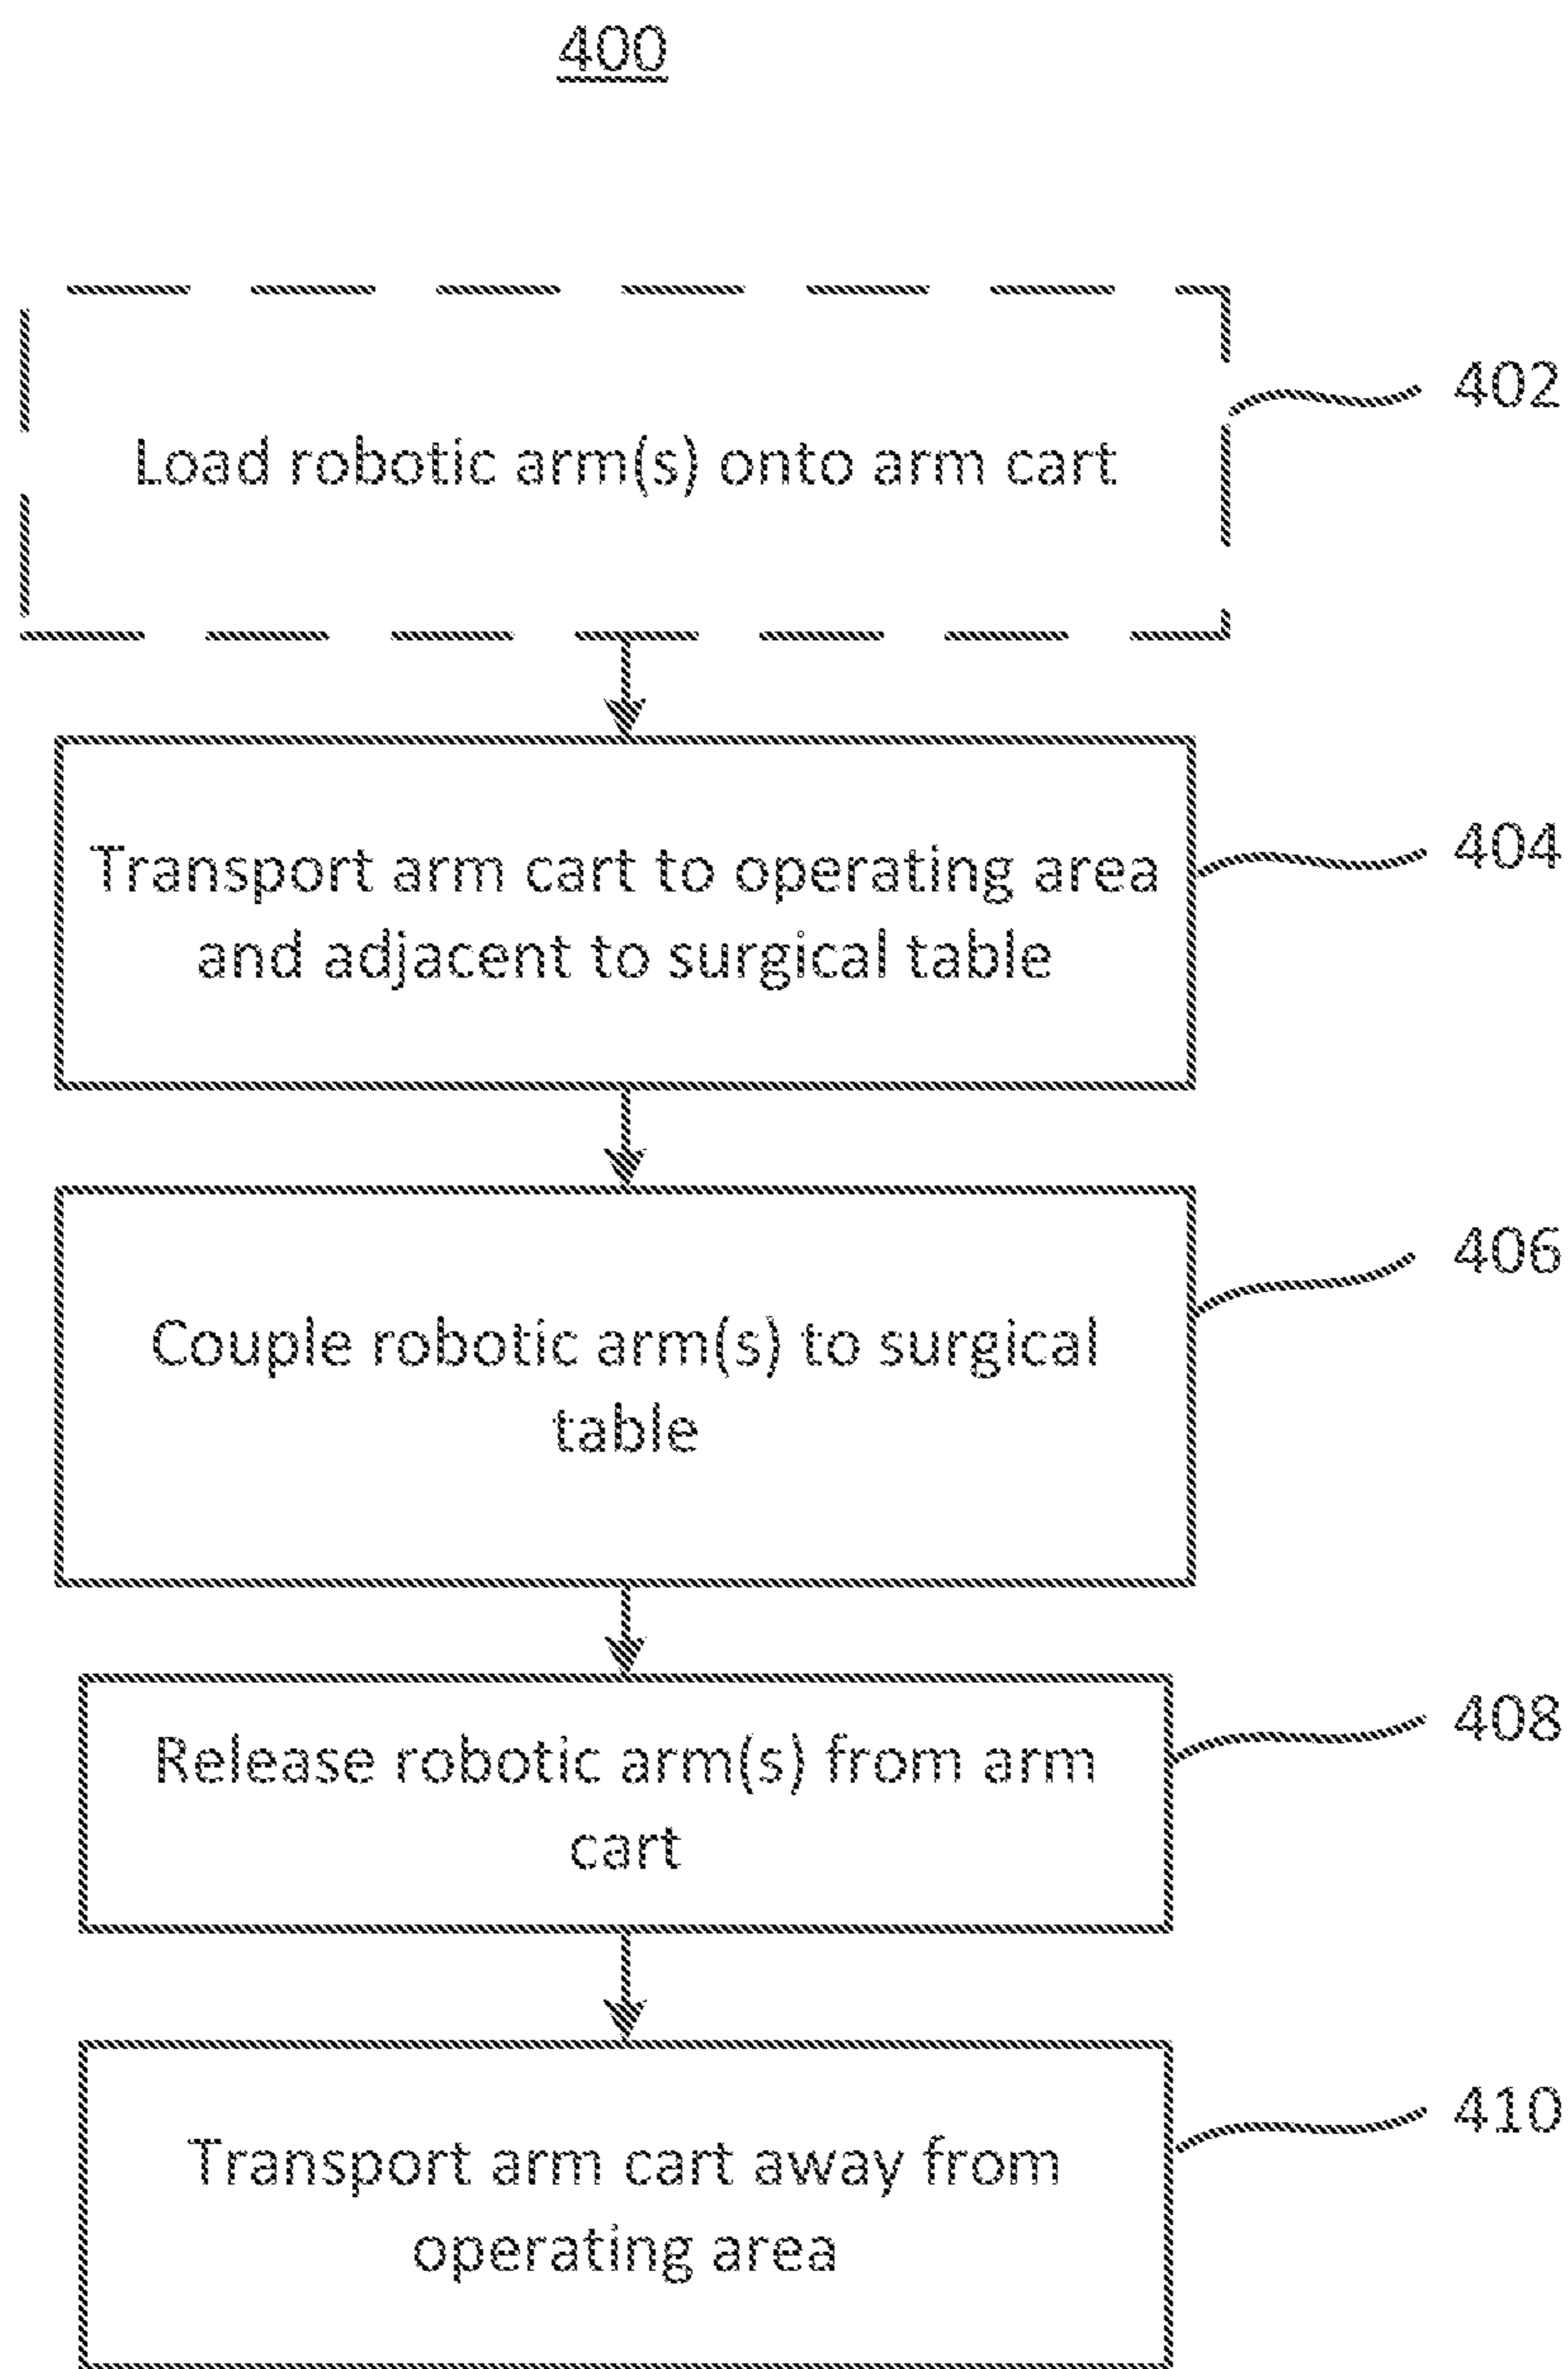 400
Load robotic arm(s) onto arm cart
402
Transport arm cart to operating area
and adjacent to surgical table
404
Couple robotic arm(s) to surgical
table
406
Release robotic arm(s) from arm
cart
408
Transport arm cart away from
operating area
410